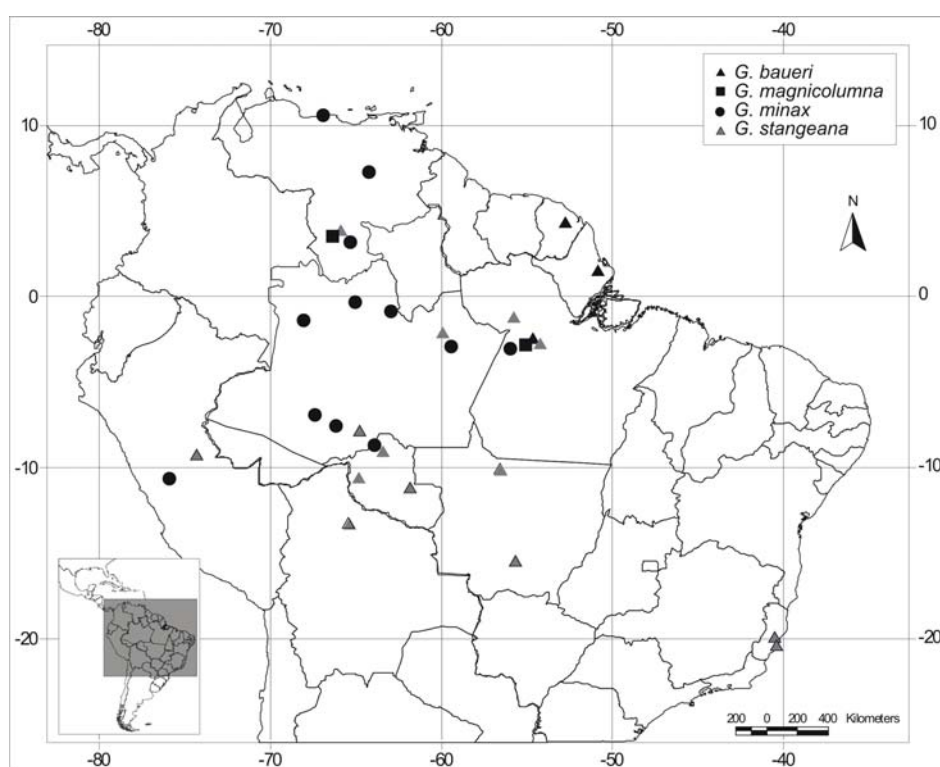 -80 -70 -60 -50 -40
G. baueri
G. magnicolumna
G. minax
G. stangeana
10 10
N
0 0
-10 -10
-20 -20
200 0 200 400 Kilometers
-80 -70 -60 -50 -40